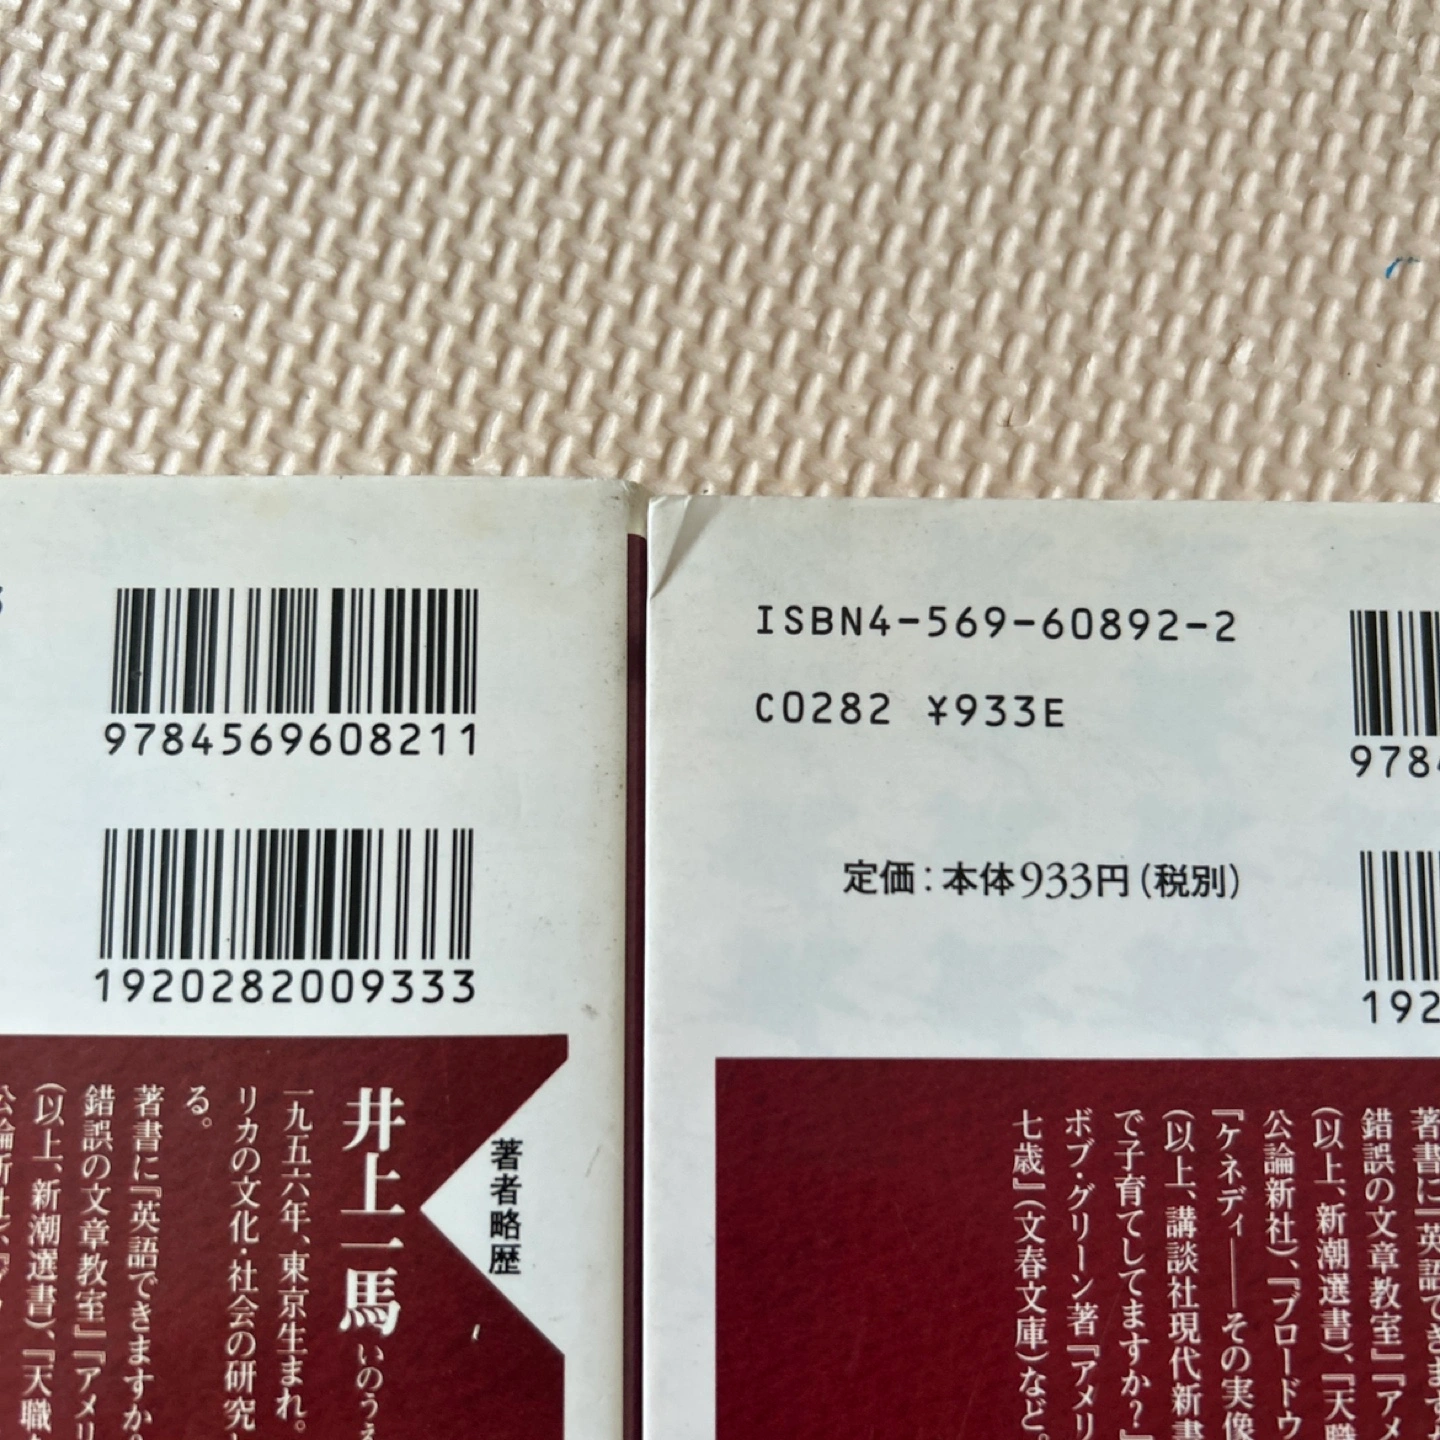 9784569608211
1920282009333
著者略歴
井上一馬 いのうえ
一九五六年、東京生まれ。
リカの文化・社会の研究
る。
著書に『英語できますか?
錯誤の文章教室』『アメリ
(以上、新潮選書)、『天職
公論新社)、『ブ
ISBN4-569-60892-2
C0282 ¥933E
定価:本体933円(税別)
978
192
著書に『英語できますか
錯誤の文章教室』『アメ
(以上、新潮選書)、『天職
公論新社)、『ブロードウ
『ケネディ――その実像
(以上、講談社現代新書
で子育てしてますか?』
ボブ・グリーン著『アメリ
七歳』(文春文庫)など。